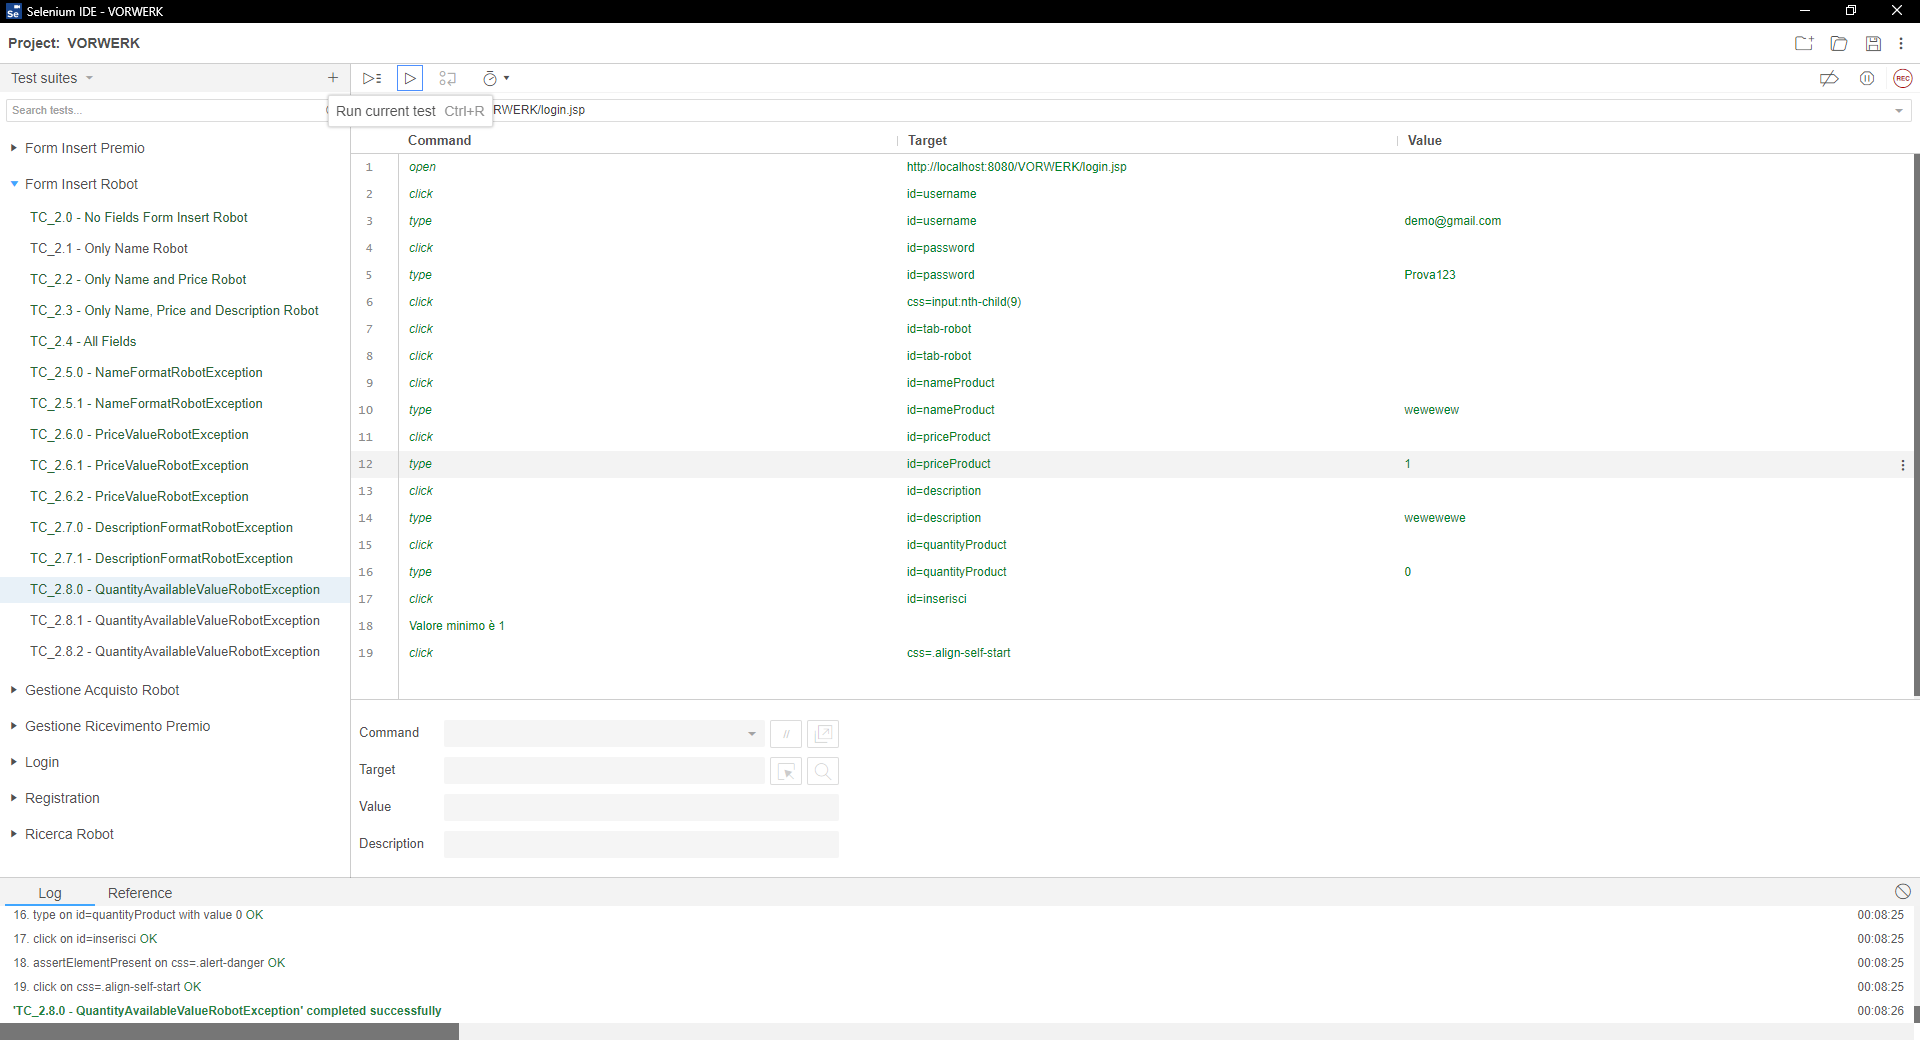 Selenium IDE - VORWERK
Project: VORWERK
Test suites
Search tests...
Run current test Ctrl+R
RWERK/login.jsp
Form Insert Premio
Form Insert Robot
TC_2.0 - No Fields Form Insert Robot
TC_2.1 - Only Name Robot
TC_2.2 - Only Name and Price Robot
TC_2.3 - Only Name, Price and Description Robot
TC_2.4 - All Fields
TC_2.5.0 - NameFormatRobotException
TC_2.5.1 - NameFormatRobotException
TC_2.6.0 - PriceValueRobotException
TC_2.6.1 - PriceValueRobotException
TC_2.6.2 - PriceValueRobotException
TC_2.7.0 - DescriptionFormatRobotException
TC_2.7.1 - DescriptionFormatRobotException
TC_2.8.0 - QuantityAvailableValueRobotException
TC_2.8.1 - QuantityAvailableValueRobotException
TC_2.8.2 - QuantityAvailableValueRobotException
Gestione Acquisto Robot
Gestione Ricevimento Premio
Login
Registration
Ricerca Robot
REC
Command Target Value
1 open http://localhost:8080/VORWERK/login.jsp
2 click id=username
3 type id=username demo@gmail.com
4 click id=password
5 type id=password Prova123
6 click css=input:nth-child(9)
7 click id=tab-robot
8 click id=tab-robot
9 click id=nameProduct
10 type id=nameProduct wewewew
11 click id=priceProduct
12 type id=priceProduct 1
13 click id=description
14 type id=description wewewewe
15 click id=quantityProduct
16 type id=quantityProduct 0
17 click id=inserisci
18 Valore minimo è 1
19 click css=.align-self-start
Command //
Target
Value
Description
Log Reference
16. type on id=quantityProduct with value 0 OK 00:08:25
17. click on id=inserisci OK 00:08:25
18. assertElementPresent on css=.alert-danger OK 00:08:25
19. click on css=.align-self-start OK 00:08:25
'TC_2.8.0 - QuantityAvailableValueRobotException' completed successfully 00:08:26